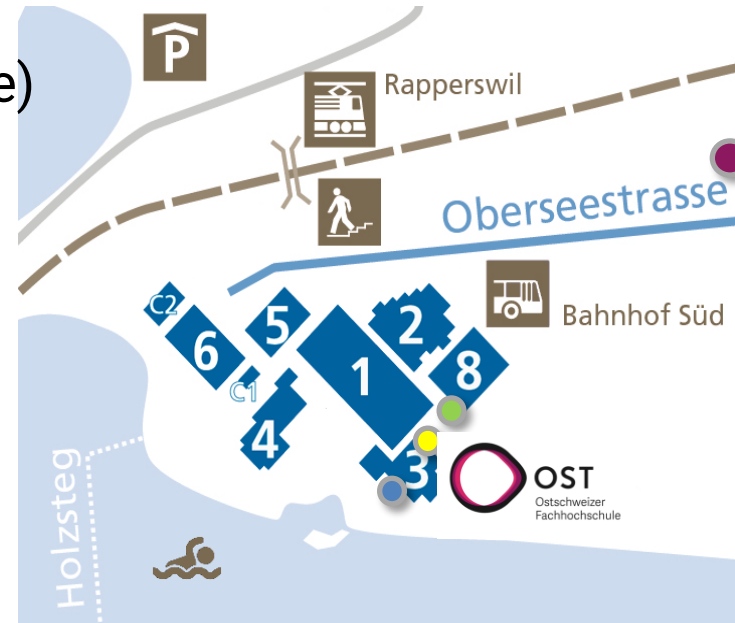 e)
P
Rapperswil
Oberseestrasse
Bahnhof Süd
C2
5
2
6
1
8
C1
4
3
OST
Ostschweizer
Fachhochschule
Holzsteg